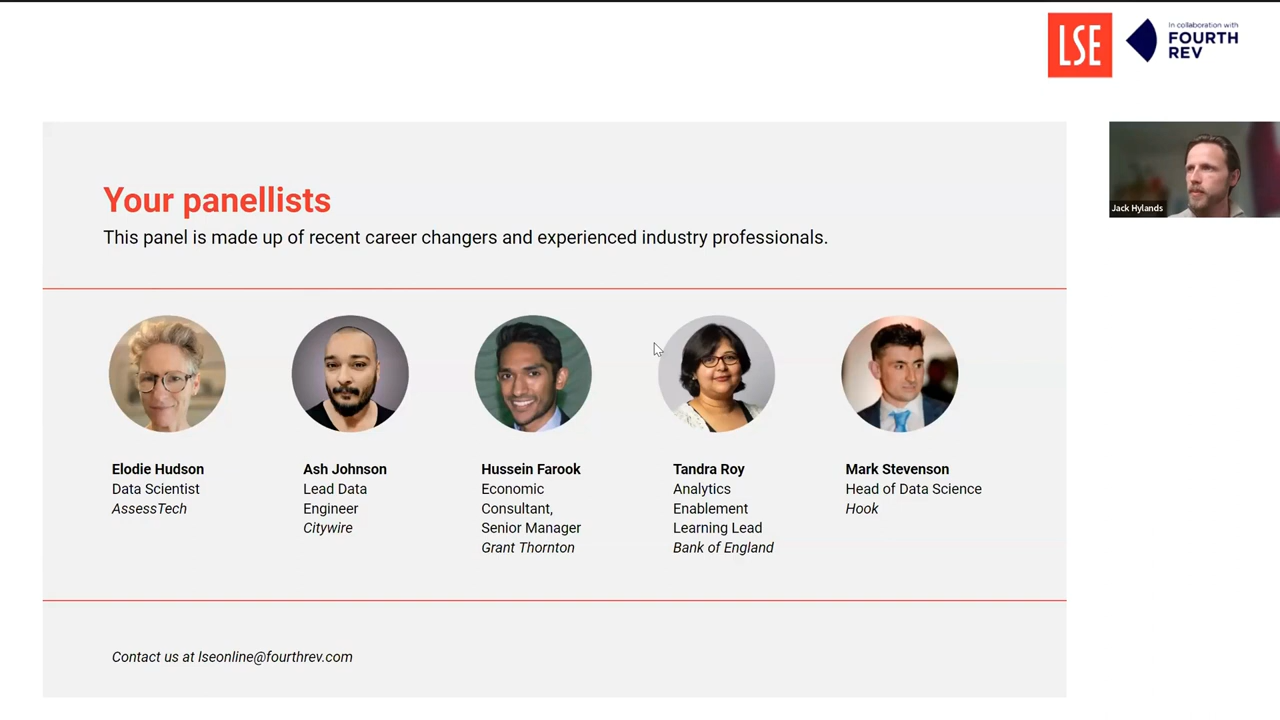 LSE
In collaboration with
FOURTH
REV
Jack Hylands
Your panellists
This panel is made up of recent career changers and experienced industry professionals.
Elodie Hudson
Data Scientist
AssessTech
Ash Johnson
Lead Data
Engineer
Citywire
Hussein Farook
Economic
Consultant,
Senior Manager
Grant Thornton
Tandra Roy
Analytics
Enablement
Learning Lead
Bank of England
Mark Stevenson
Head of Data Science
Hook
Contact us at lseonline@fourthrev.com